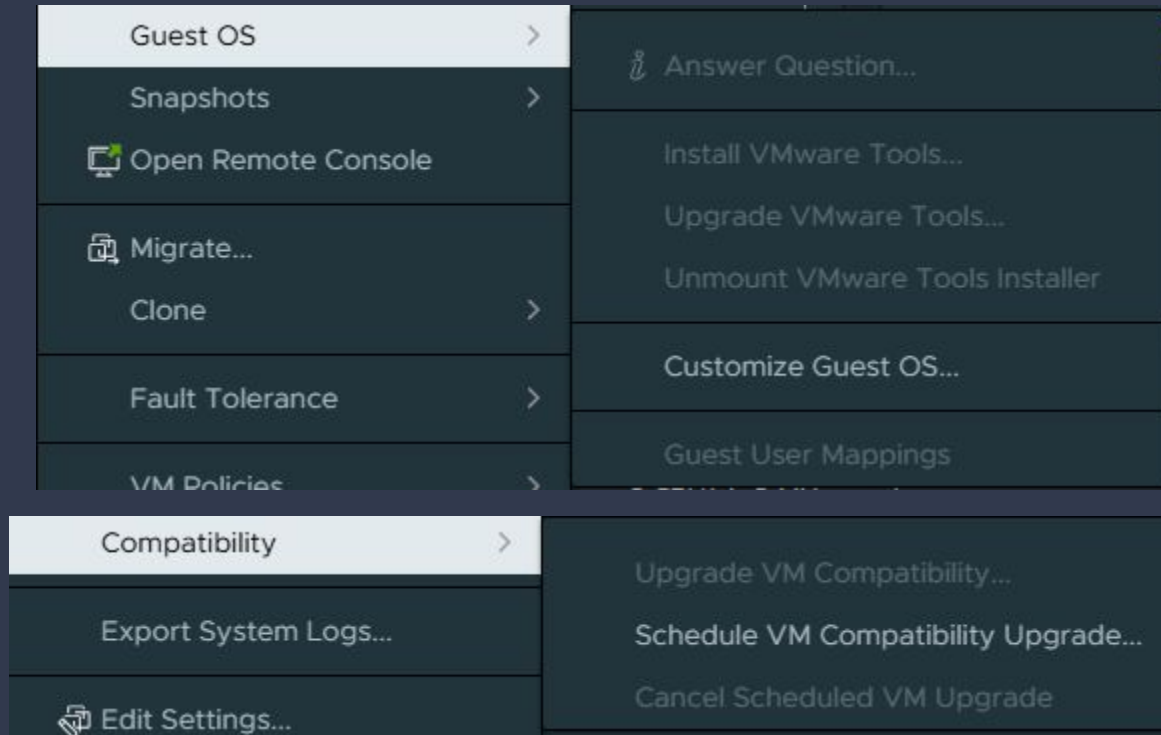 Guest OS
Snapshots
Open Remote Console
Migrate...
Clone
Fault Tolerance
VM Policies
Answer Question...
Install VMware Tools...
Upgrade VMware Tools...
Unmount VMware Tools Installer
Customize Guest OS...
Guest User Mappings
Compatibility
Export System Logs...
Edit Settings...
Upgrade VM Compatibility...
Schedule VM Compatibility Upgrade...
Cancel Scheduled VM Upgrade